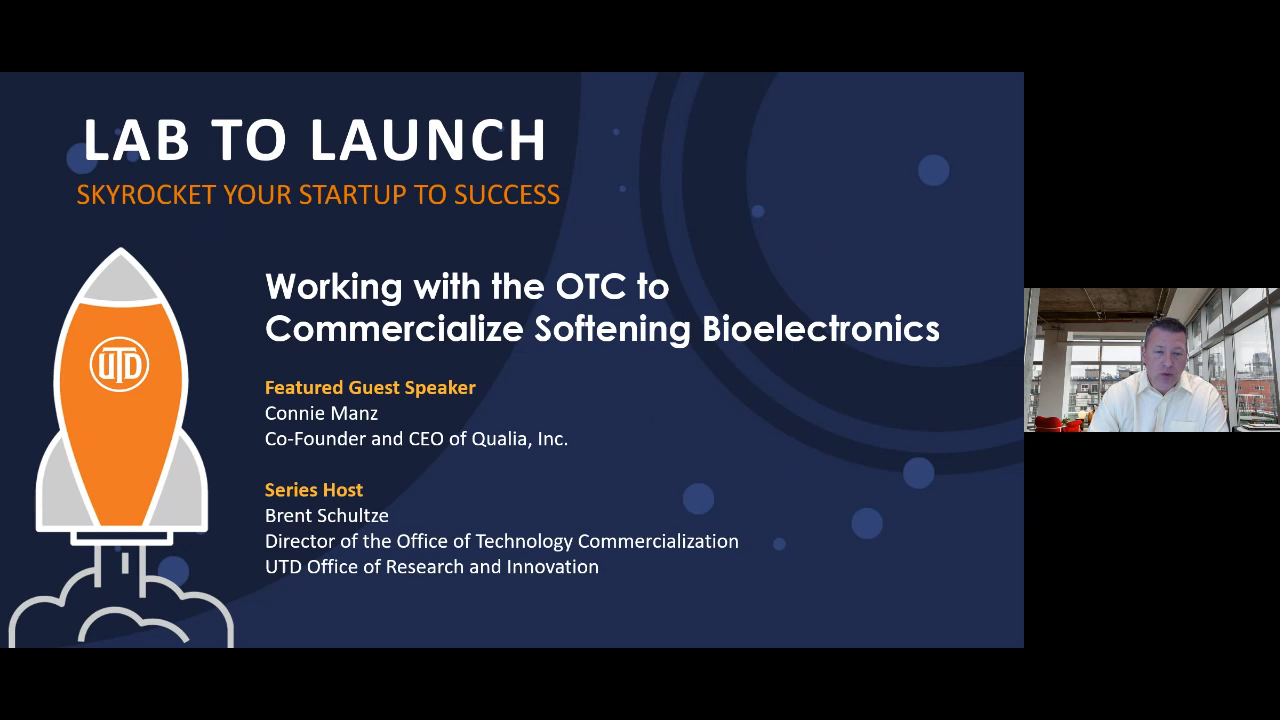 LAB TO LAUNCH
SKYROCKET YOUR STARTUP TO SUCCESS
UTD
Working with the OTC to
Commercialize Softening Bioelectronics
Featured Guest Speaker
Connie Manz
Co-Founder and CEO of Qualia, Inc.
Series Host
Brent Schultze
Director of the Office of Technology Commercialization
UTD Office of Research and Innovation